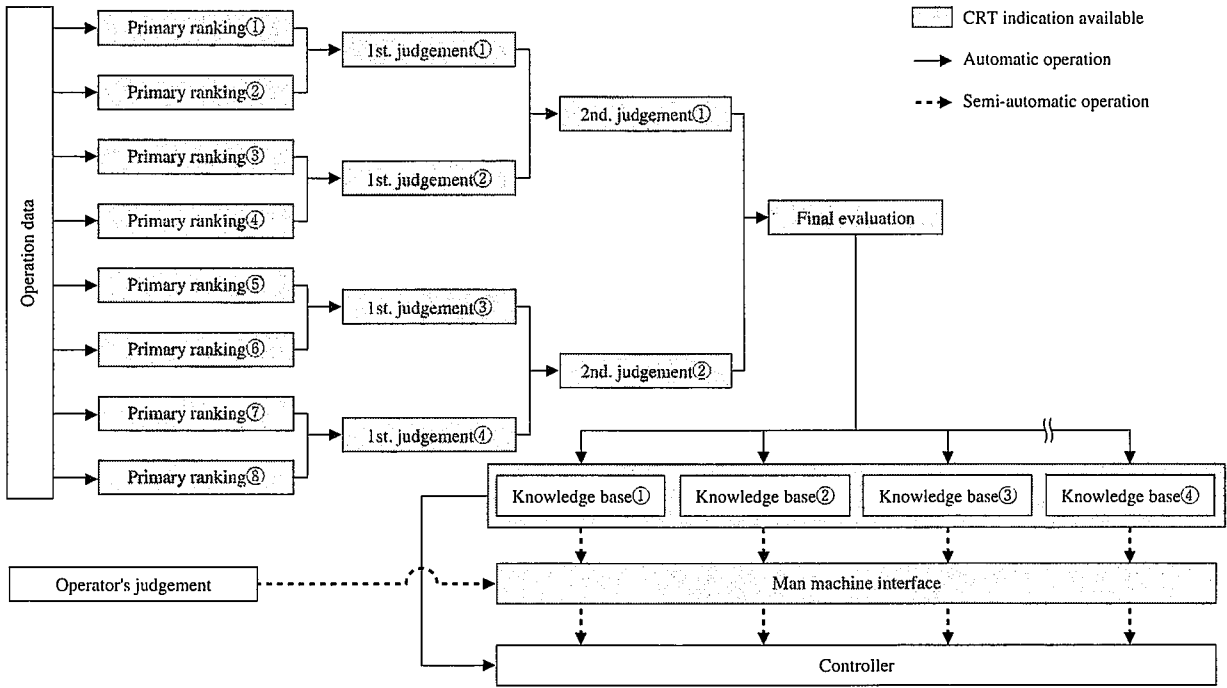 Operation data
Primary ranking①
Primary ranking②
Primary ranking③
Primary ranking④
Primary ranking⑤
Primary ranking⑥
Primary ranking⑦
Primary ranking⑧
1st. judgement①
1st. judgement②
1st. judgement③
1st. judgement④
2nd. judgement①
2nd. judgement②
Final evaluation
CRT indication available
Automatic operation
Semi-automatic operation
Knowledge base①
Knowledge base②
Knowledge base③
Knowledge base④
Operator's judgement
Man machine interface
Controller